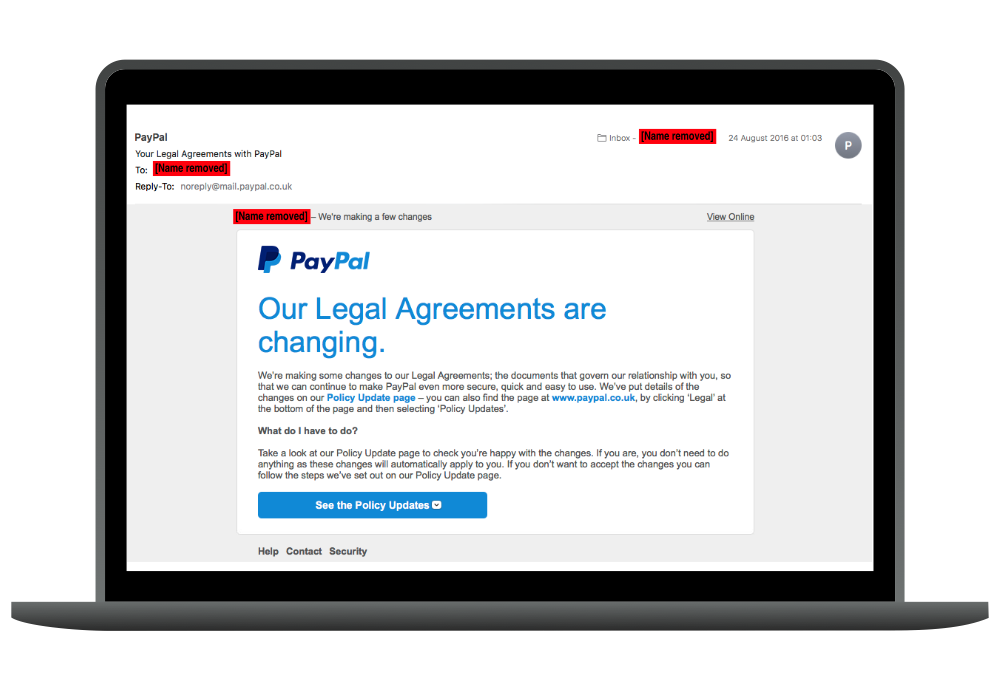 PayPal
Inbox - [Name removed] 24 August 2016 at 01:03
P
Your Legal Agreements with PayPal
To: [Name removed]
Reply-To: noreply@mail.paypal.co.uk
[Name removed] – We're making a few changes
View Online
PayPal
Our Legal Agreements are
changing.
We're making some changes to our Legal Agreements; the documents that govern our relationship with you, so
that we can continue to make PayPal even more secure, quick and easy to use. We've put details of the
changes on our Policy Update page – you can also find the page at www.paypal.co.uk, by clicking 'Legal' at
the bottom of the page and then selecting 'Policy Updates'.
What do I have to do?
Take a look at our Policy Update page to check you're happy with the changes. If you are, you don't need to do
anything as these changes will automatically apply to you. If you don't want to accept the changes you can
follow the steps we've set out on our Policy Update page.
See the Policy Updates
Help Contact Security